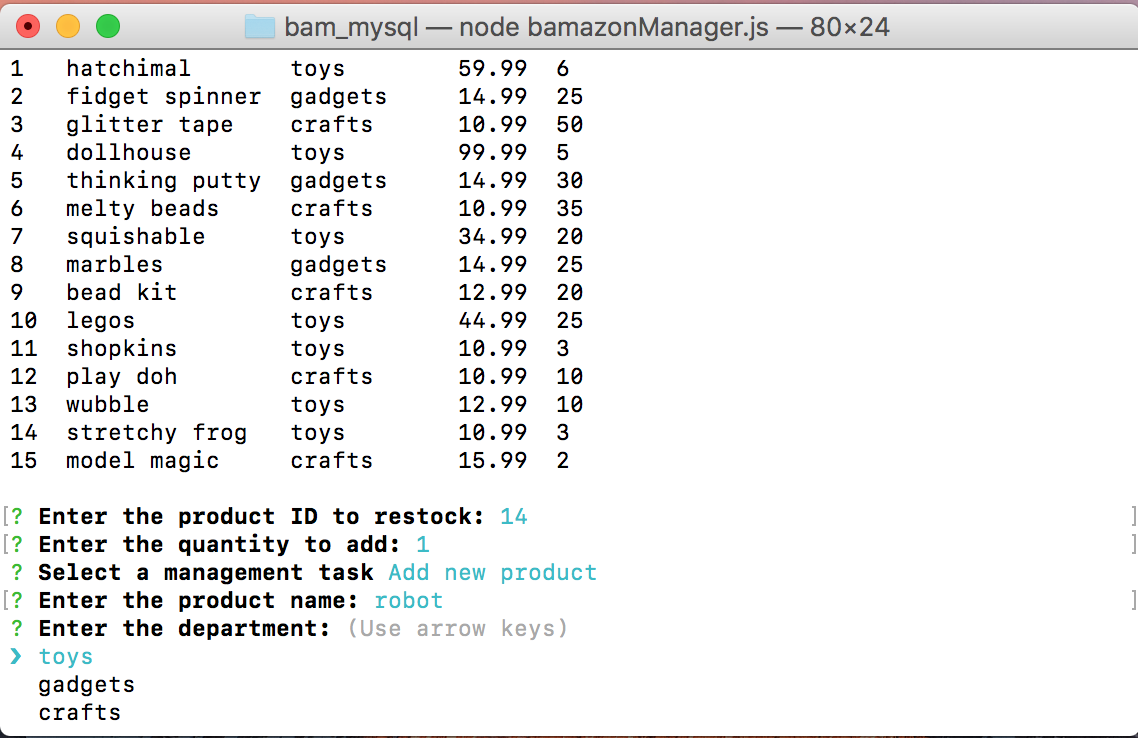 bam_mysql — node bamazonManager.js — 80×24
1   hatchimal       toys        59.99  6
2   fidget spinner  gadgets     14.99  25
3   glitter tape    crafts      10.99  50
4   dollhouse       toys        99.99  5
5   thinking putty  gadgets     14.99  30
6   melty beads     crafts      10.99  35
7   squishable      toys        34.99  20
8   marbles         gadgets     14.99  25
9   bead kit        crafts      12.99  20
10  legos           toys        44.99  25
11  shopkins        toys        10.99  3
12  play doh        crafts      10.99  10
13  wubble          toys        12.99  10
14  stretchy frog   toys        10.99  3
15  model magic     crafts      15.99  2
[? Enter the product ID to restock: 14 ]
[? Enter the quantity to add: 1 ]
? Select a management task Add new product
[? Enter the product name: robot ]
? Enter the department: (Use arrow keys)
❯ toys
gadgets
crafts